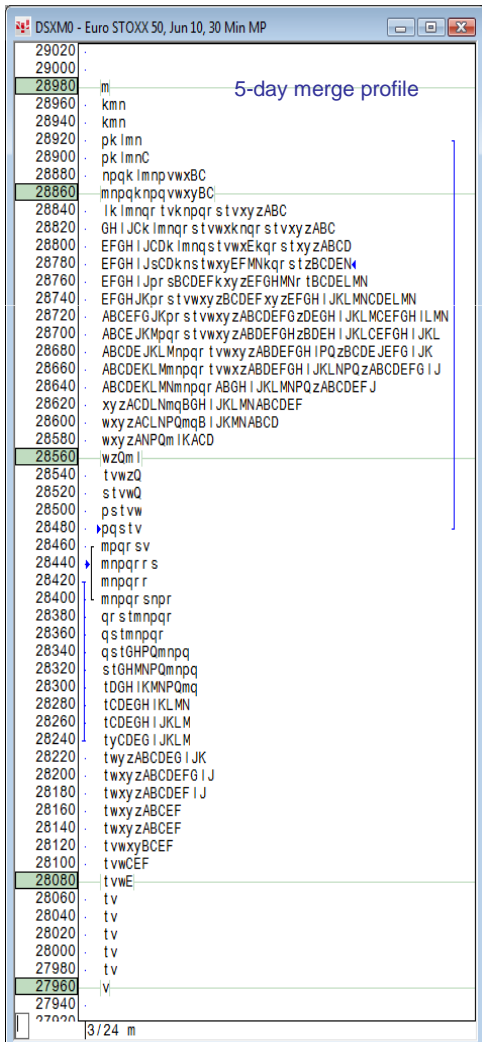 DSXM0 - Euro STOXX 50, Jun 10, 30 Min MP
29020
29000
28980 m 5-day merge profile
28960 kmn
28940 kmn
28920 pklmn
28900 pklmnC
28880 npqklmnpvwxBC
28860 mnpqknpqvwxyBC
28840 lklmnqrtvknpqrstvxyzABC
28820 GHIJCklmnqrstvwxknqrstvxyzABC
28800 EFGHIJCDklmnqstvwxEkqrstxyzABCD
28780 EFGHIJsCDknstwxyEFMNkqrstzBCDEN
28760 EFGHIJprsBCDEFkxyzEFGHMNrtBCDELMN
28740 EFGHJKprstvwxyzBCDEFxyzEFGHIJKLMNCDELMN
28720 ABCEFGJKprstvwxyzABCDEFGzDEGHIJKLMCEFGHILMN
28700 ABCEJKMpqrstvwxyzABDEFGHzBDEHIJKLCEFGHIJKL
28680 ABCDEJKLMnpqrtvwxyzABDEFGHIPQzBCDEJEFGIJK
28660 ABCDEKLMmnpqrtvwxzABDEFGHIJKLNPQzABCDEFGIJ
28640 ABCDEKLMNmnpqrABGHIJKLMNPQzABCDEFJ
28620 xyzACDLNmqBGHIJKLMNABCDEF
28600 wxyzACLNPQmqBIJKMNABCD
28580 wxyzANPQmIKACD
28560 wzQml
28540 tvwzQ
28520 stvwQ
28500 pstvw
28480 pqstv
28460 mpqrsv
28440 mnpqrrs
28420 mnpqrr
28400 mnpqrsnpr
28380 qrstmnpqr
28360 qstmnpqr
28340 qstGHPQmnpq
28320 stGHMNPQmnpq
28300 tDGHIKMNPQmq
28280 tCDEGHIKLMN
28260 tCDEGHIJKLM
28240 tyCDEGIJKLM
28220 twyzABCDEGIJK
28200 twxyzABCDEFGIJ
28180 twxyzABCDEFIJ
28160 twxyzABCEF
28140 twxyzABCEF
28120 tvwxyBCEF
28100 tvwCEF
28080 tvwE
28060 tv
28040 tv
28020 tv
28000 tv
27980 tv
27960 v
27940
27920
3/24 m